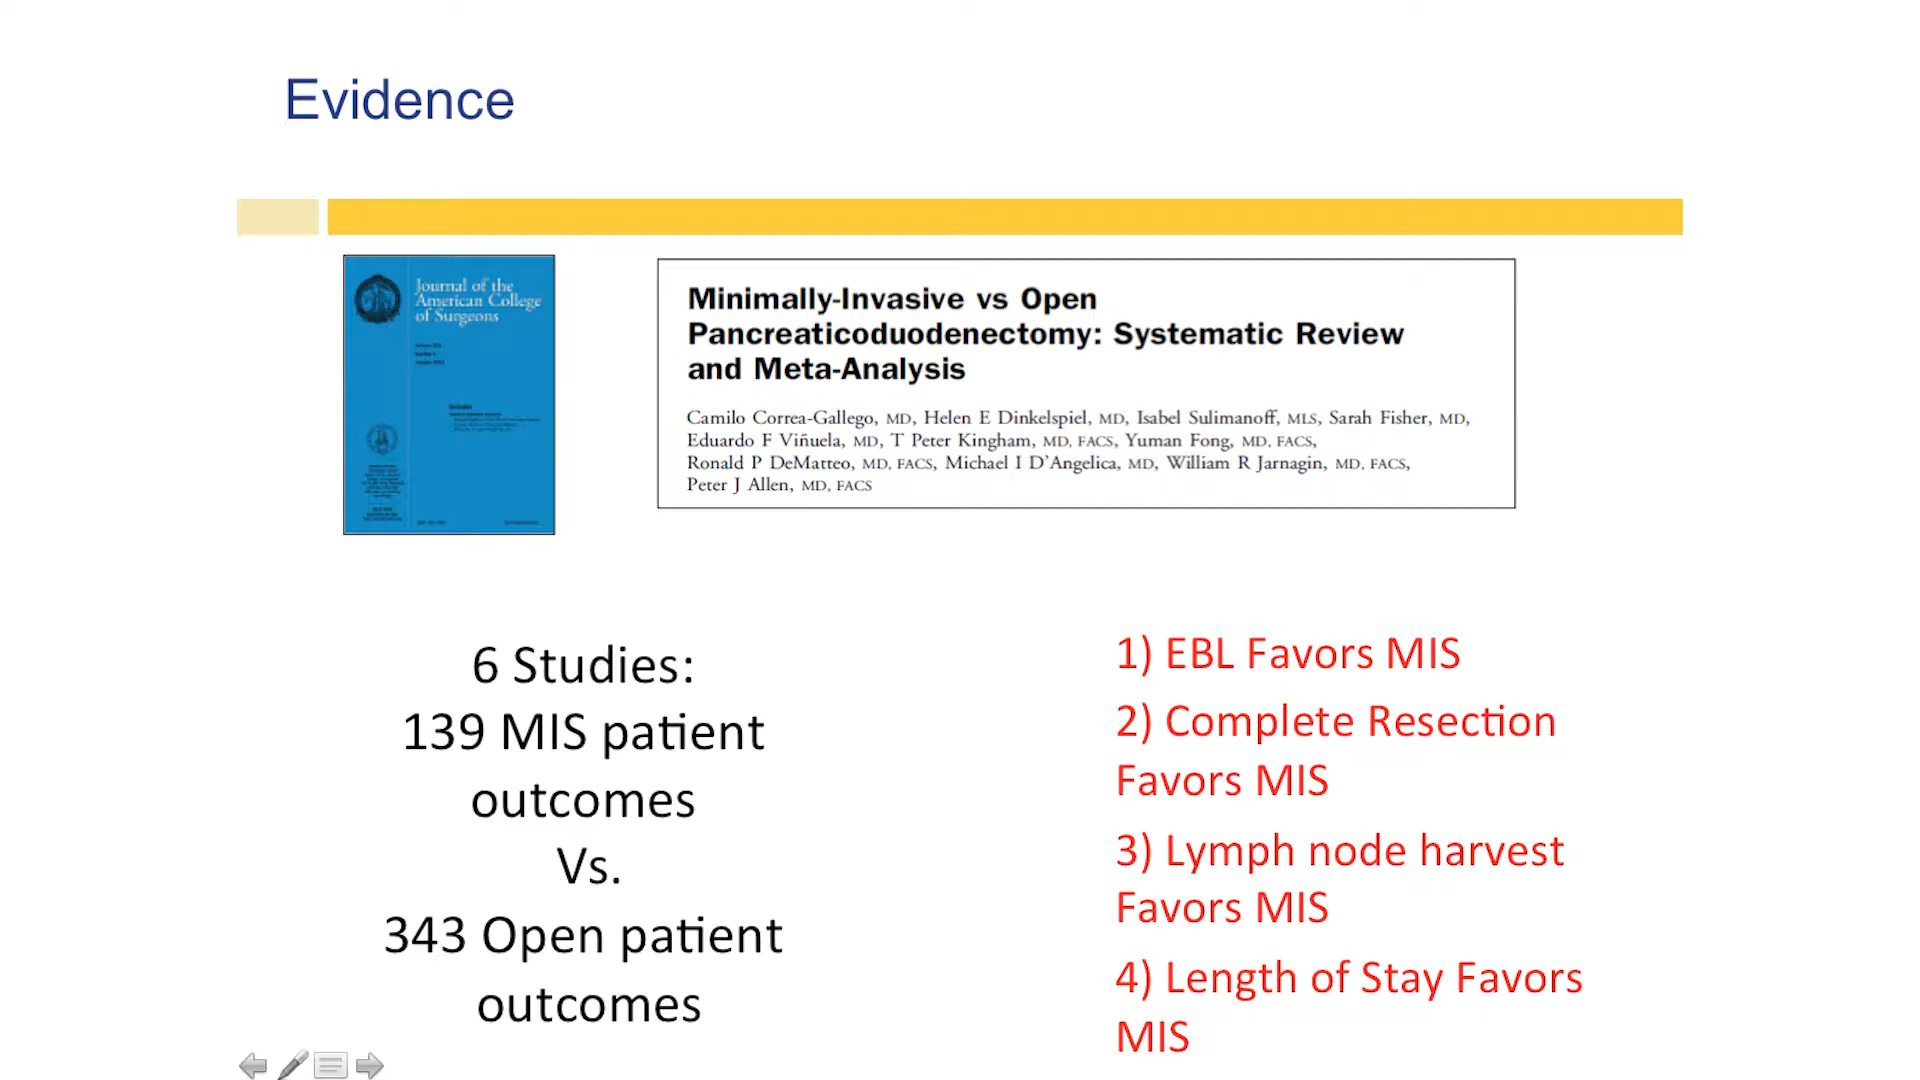 Evidence
Journal of the
American College
of Surgeons
Minimally-Invasive vs Open
Pancreaticoduodenectomy: Systematic Review
and Meta-Analysis
Camilo Correa-Gallego, MD, Helen E Dinkelspiel, MD, Isabel Sulimanoff, MLS, Sarah Fisher, MD,
Eduardo F Viñuela, MD, T Peter Kingham, MD, FACS, Yuman Fong, MD, FACS,
Ronald P DeMatteo, MD, FACS, Michael I D'Angelica, MD, William R Jarnagin, MD, FACS,
Peter J Allen, MD, FACS
6 Studies:
139 MIS patient
outcomes
Vs.
343 Open patient
outcomes
1) EBL Favors MIS
2) Complete Resection
Favors MIS
3) Lymph node harvest
Favors MIS
4) Length of Stay Favors
MIS